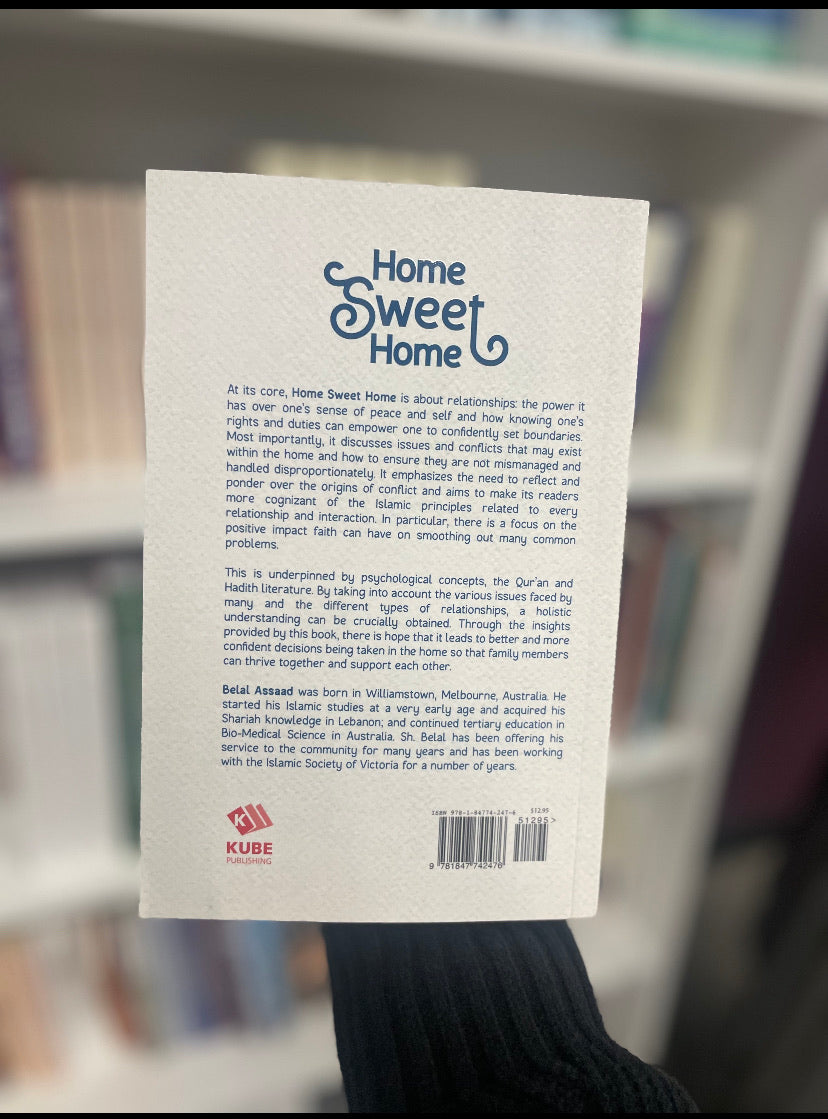 Home
Sweet
Home
At its core, Home Sweet Home is about relationships: the power it
has over one's sense of peace and self and how knowing one's
rights and duties can empower one to confidently set boundaries.
Most importantly, it discusses issues and conflicts that may exist
within the home and how to ensure they are not mismanaged and
handled disproportionately. It emphasizes the need to reflect and
ponder over the origins of conflict and aims to make its readers
more cognizant of the Islamic principles related to every
relationship and interaction. In particular, there is a focus on the
positive impact faith can have on smoothing out many common
problems.
This is underpinned by psychological concepts, the Qur'an and
Hadith literature. By taking into account the various issues faced by
many and the different types of relationships, a holistic
understanding can be crucially obtained. Through the insights
provided by this book, there is hope that it leads to better and more
confident decisions being taken in the home so that family members
can thrive together and support each other.
Belal Assaad was born in Williamstown, Melbourne, Australia. He
started his Islamic studies at a very early age and acquired his
Shariah knowledge in Lebanon; and continued tertiary education in
Bio-Medical Science in Australia. Sh. Belal has been offering his
service to the community for many years and has been working
with the Islamic Society of Victoria for a number of years.
K
KUBE
PUBLISHING
ISBN 978-1-84774-247-6 $12.95
51295>
9 781847 742476